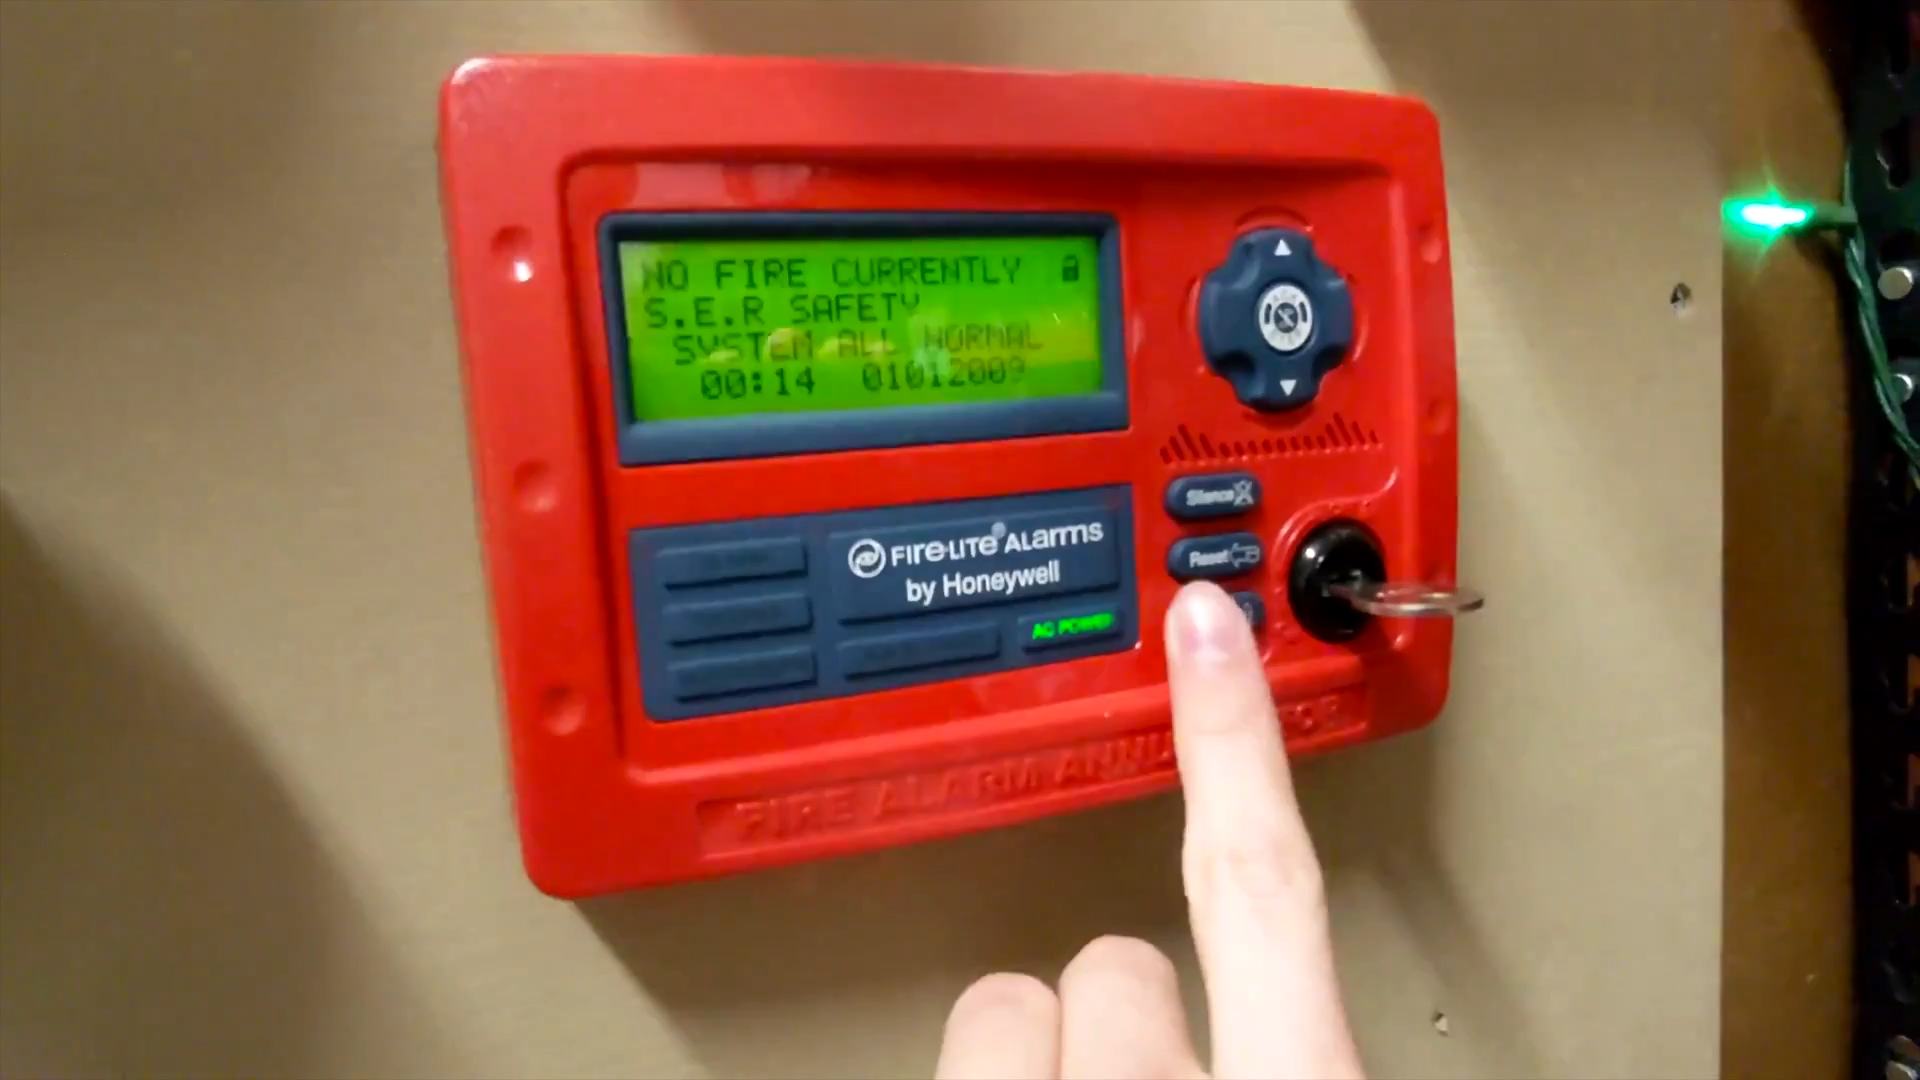 NO FIRE CURRENTLY
S.E.R SAFETY
SYSTEM ALL NORMAL
00:14 01012009
Silence
Reset
FIRE·LITE® ALARMS
by Honeywell
AC POWER
FIRE ALARM